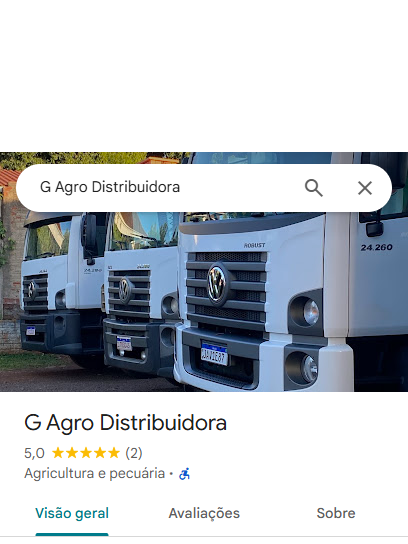 G Agro Distribuidora
ROBUST
24.260
G Agro Distribuidora
5,0 ★★★★★ (2)
Agricultura e pecuária ·
Visão geral
Avaliações
Sobre